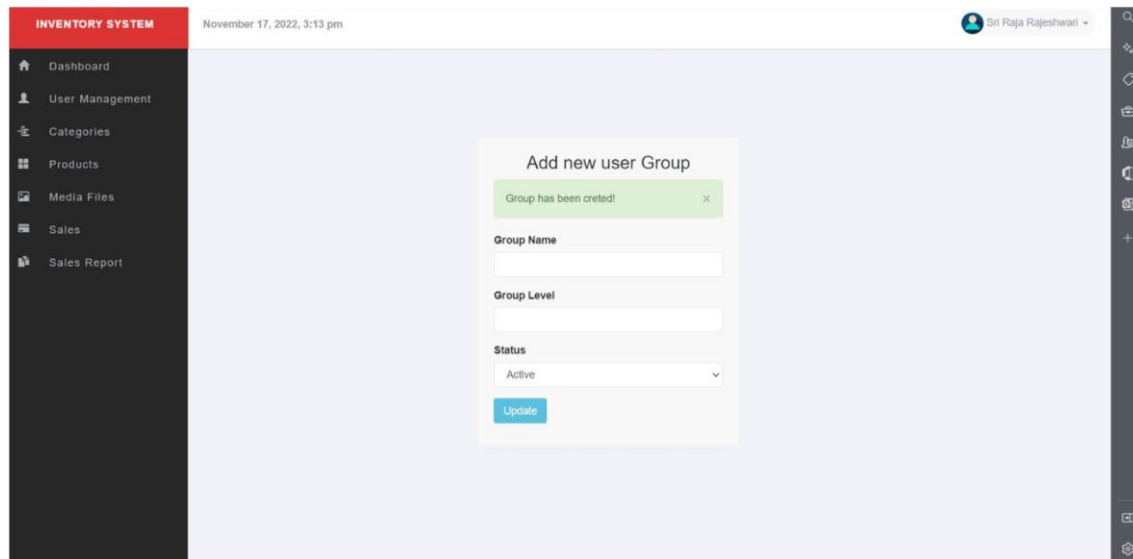 INVENTORY SYSTEM
November 17, 2022, 3:13 pm
Sri Raja Rajeshwari
Dashboard
User Management
Categories
Products
Media Files
Sales
Sales Report
Add new user Group
Group has been creted!
×
Group Name
Group Level
Status
Active
Update